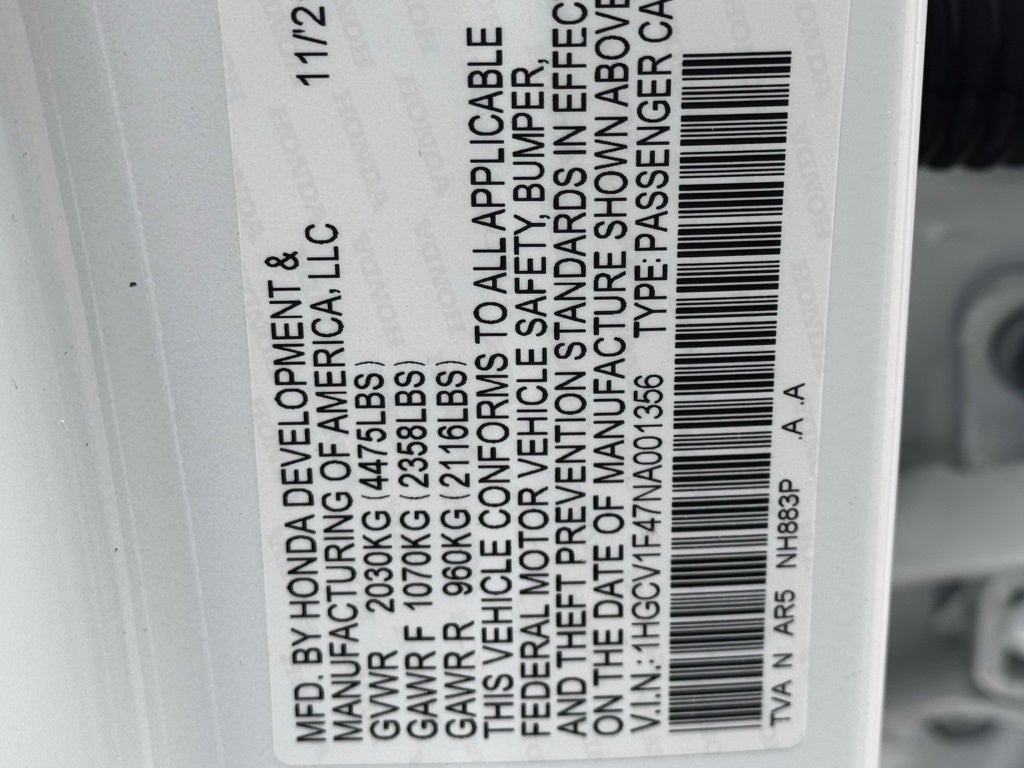 MFD. BY HONDA DEVELOPMENT &
MANUFACTURING OF AMERICA, LLC 11/'2
GVWR 2030KG (4475LBS)
GAWR F 1070KG (2358LBS)
GAWR R 960KG (2116LBS)
THIS VEHICLE CONFORMS TO ALL APPLICABLE
FEDERAL MOTOR VEHICLE SAFETY, BUMPER,
AND THEFT PREVENTION STANDARDS IN EFFECT
ON THE DATE OF MANUFACTURE SHOWN ABOVE
V.I.N.: 1HGCV1F47NA001356 TYPE: PASSENGER CA
TVA N AR5 NH883P .A .A